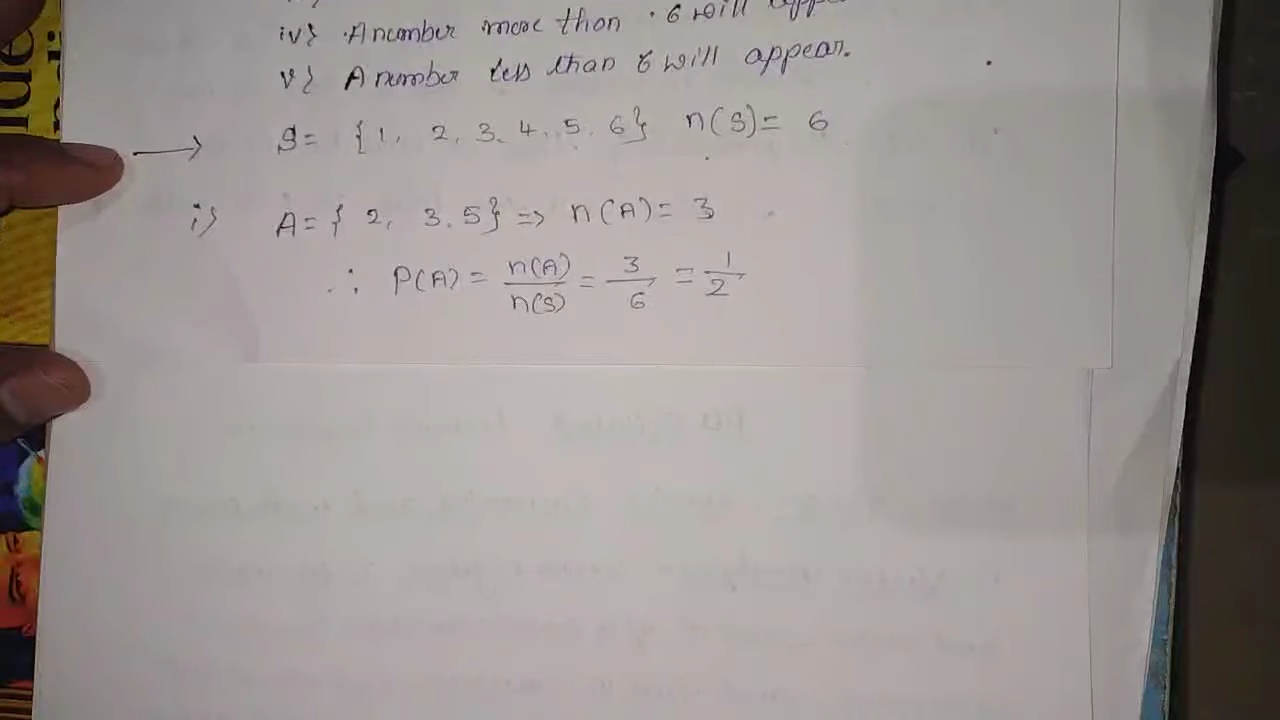 iv} A number more than 6 will appe
v} A number less than 6 will appear.
→ S = {1, 2, 3, 4, 5, 6} n(S) = 6
i) A = {2, 3, 5} ⇒ n(A) = 3
∴ P(A) = n(A)/n(S) = 3/6 = 1/2